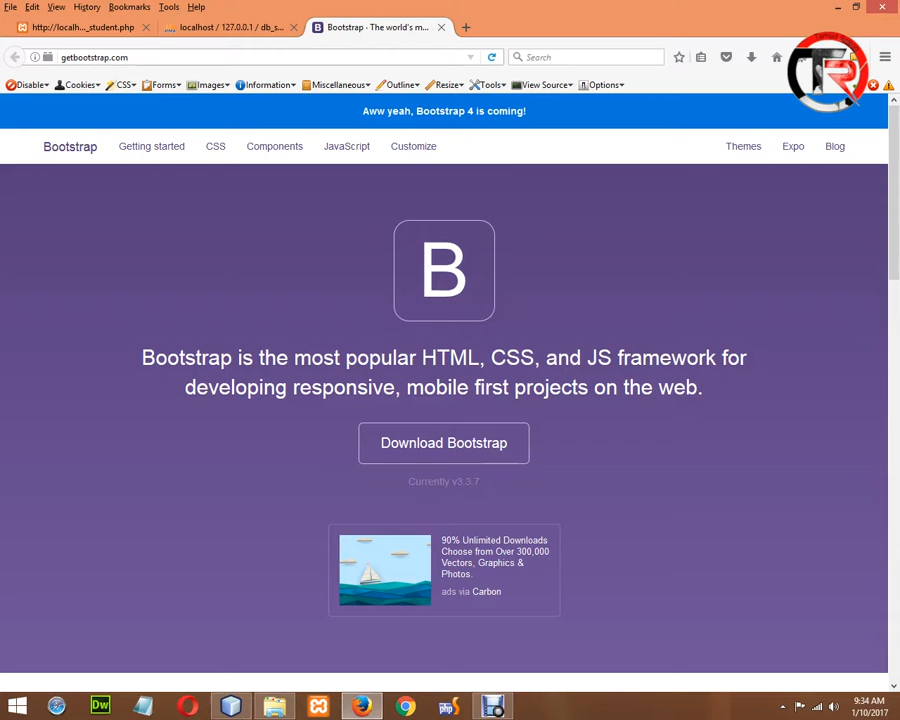 File Edit View History Bookmarks Tools Help
http://localh..._student.php
localhost / 127.0.0.1 / db_s...
Bootstrap · The world's m...
getbootstrap.com
Search
Disable Cookies CSS Forms Images Information Miscellaneous Outline Resize Tools View Source Options
Aww yeah, Bootstrap 4 is coming!
Bootstrap Getting started CSS Components JavaScript Customize Themes Expo Blog
B
Bootstrap is the most popular HTML, CSS, and JS framework for
developing responsive, mobile first projects on the web.
Download Bootstrap
Currently v3.3.7
90% Unlimited Downloads
Choose from Over 300,000
Vectors, Graphics &
Photos.
ads via Carbon
Dw
php
9:34 AM
1/10/2017